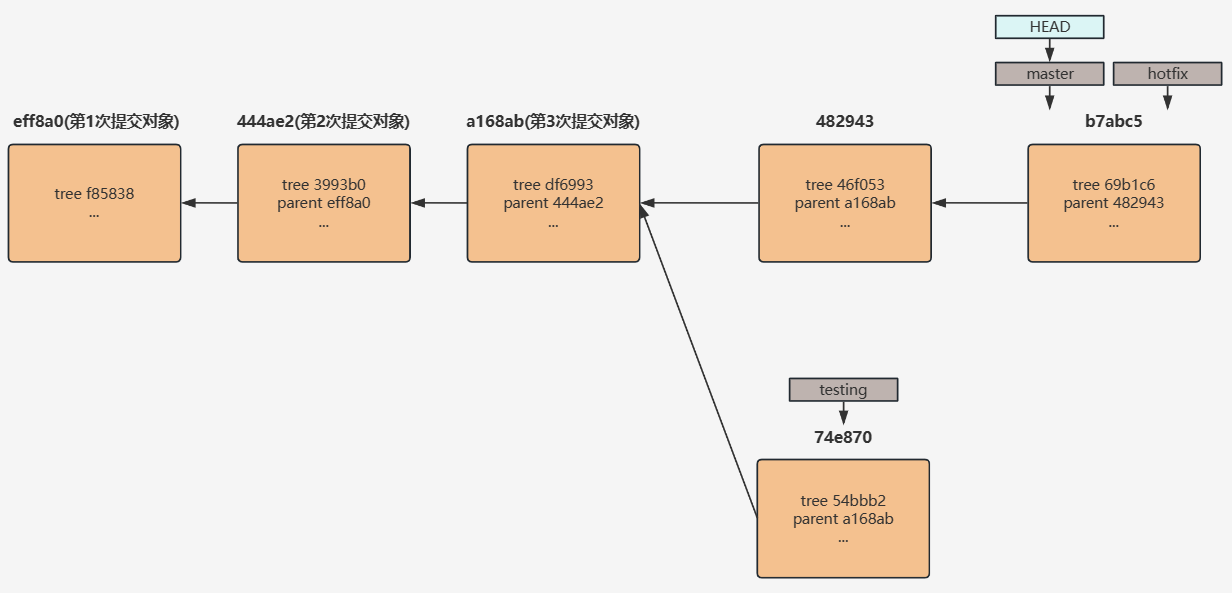 HEAD
master
hotfix
eff8a0(第1次提交对象)
444ae2(第2次提交对象)
a168ab(第3次提交对象)
482943
b7abc5
tree f85838
...
tree 3993b0
parent eff8a0
...
tree df6993
parent 444ae2
...
tree 46f053
parent a168ab
...
tree 69b1c6
parent 482943
...
testing
74e870
tree 54bbb2
parent a168ab
...